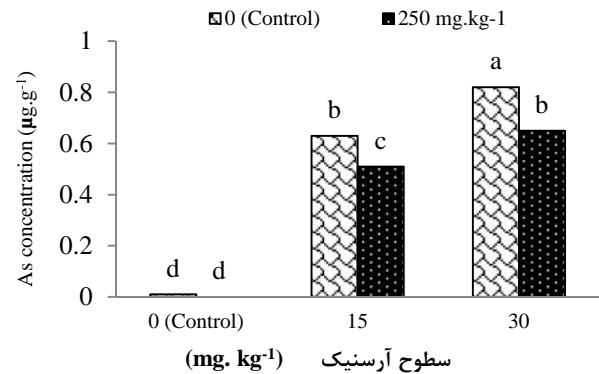 0 (Control) 250 mg.kg-1
As concentration (µg.g-1)
1
0.8
0.6
0.4
0.2
0
d d
b c
a b
0 (Control) 15 30
سطوح آرسنیک (mg. kg-1)